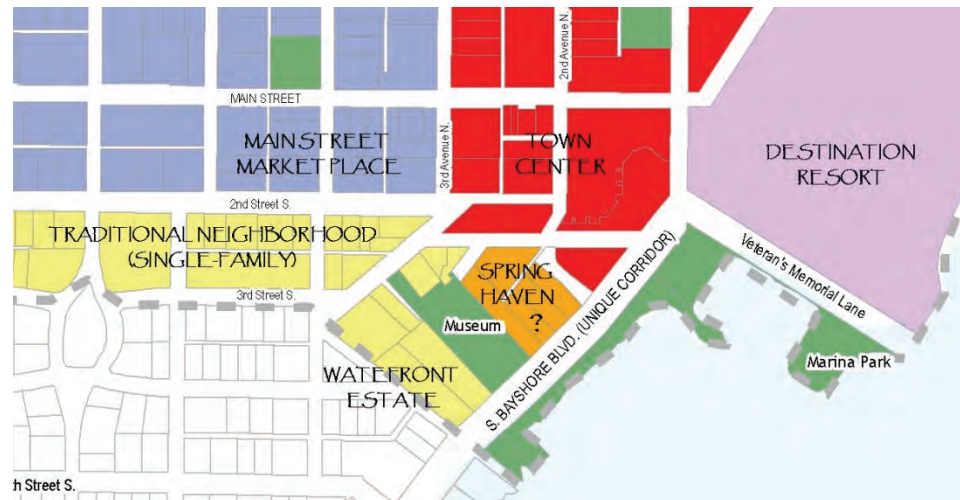 2nd Avenue N.
MAIN STREET
3rd Avenue N.
MAIN STREET
MARKET PLACE
TOWN
CENTER
DESTINATION
RESORT
2nd Street S.
TRADITIONAL NEIGHBORHOOD
(SINGLE-FAMILY)
3rd Street S.
SPRING
HAVEN
?
Museum
S. BAYSHORE BLVD. (UNIQUE CORRIDOR)
Veteran's Memorial Lane
Marina Park
WATEFRONT
ESTATE
h Street S.